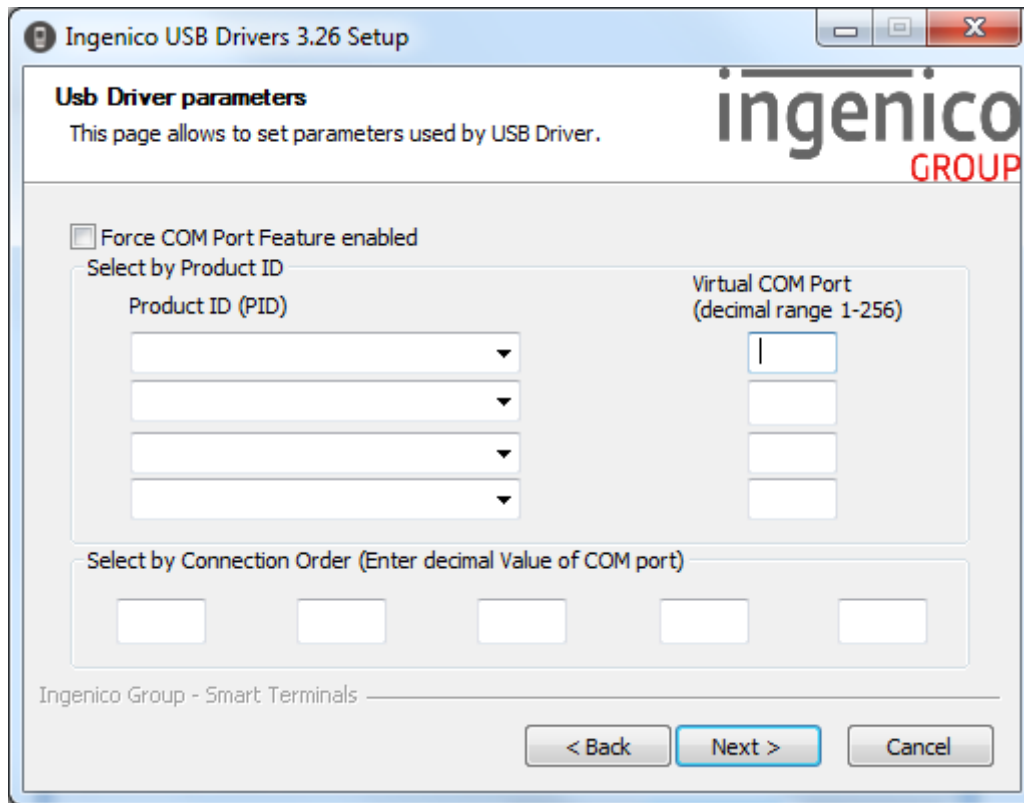 Ingenico USB Drivers 3.26 Setup
Usb Driver parameters
This page allows to set parameters used by USB Driver.
ingenico
GROUP
Force COM Port Feature enabled
Select by Product ID
Product ID (PID)
Virtual COM Port
(decimal range 1-256)
Select by Connection Order (Enter decimal Value of COM port)
Ingenico Group - Smart Terminals
< Back
Next >
Cancel